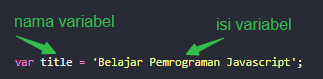 nama variabel
isi variabel
var title = 'Belajar Pemrograman Javascript';